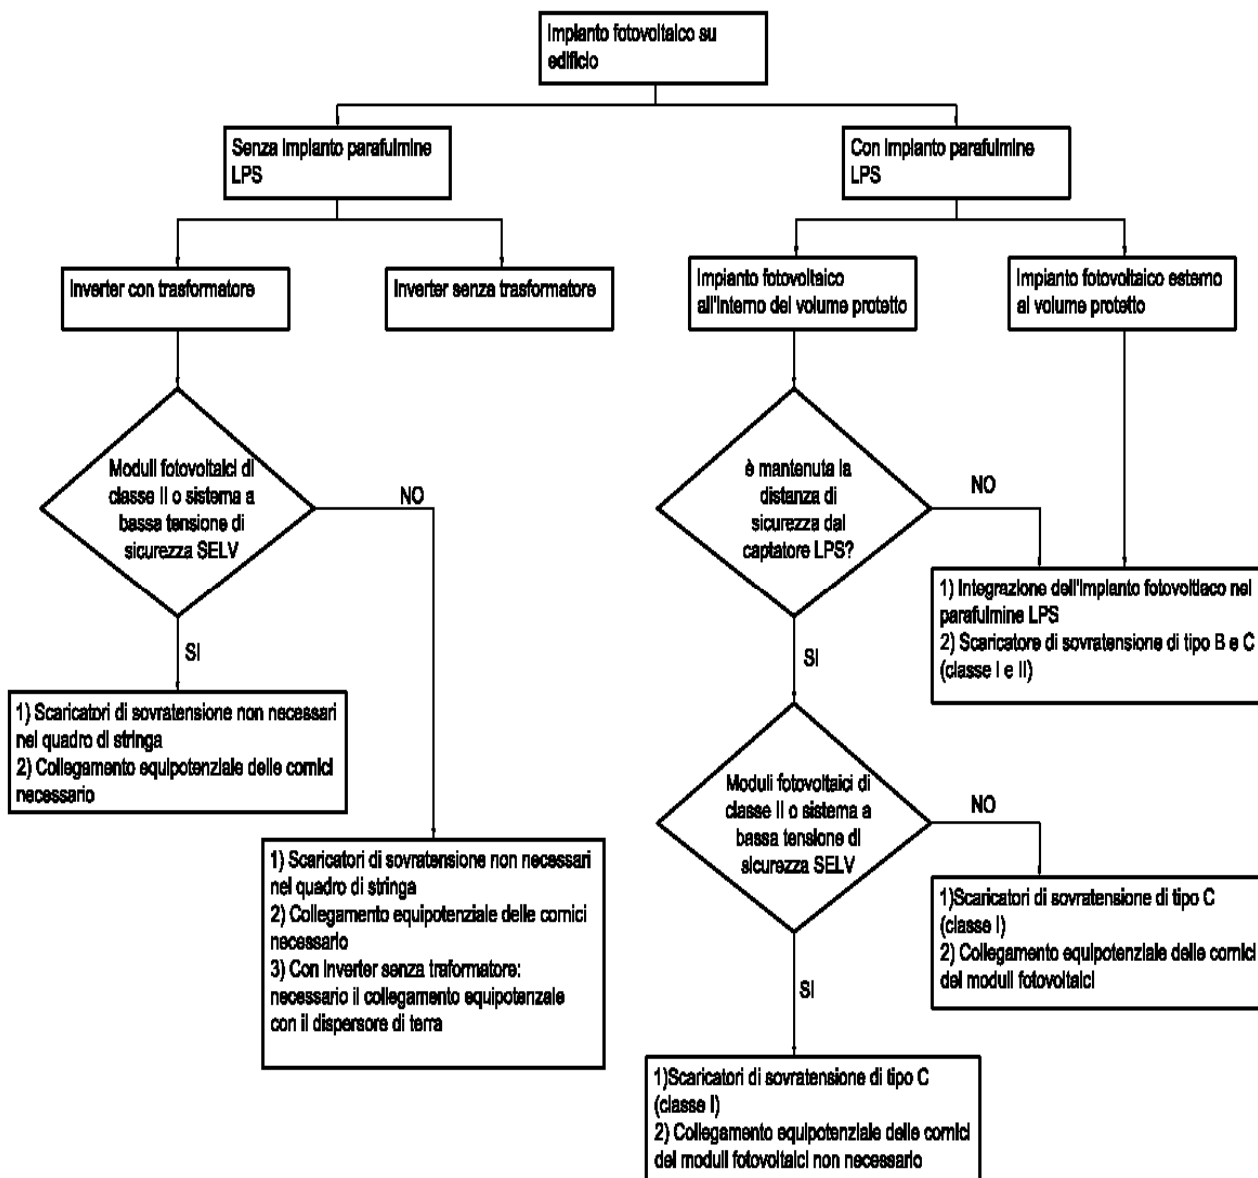 Impianto fotovoltaico su
edificio
Senza impianto parafulmine
LPS
Con impianto parafulmine
LPS
Inverter con trasformatore
Inverter senza trasformatore
Impianto fotovoltaico
all'interno del volume protetto
Impianto fotovoltaico esterno
al volume protetto
Moduli fotovoltaici di
classe II o sistema a
bassa tensione di
sicurezza SELV
NO
SI
è mantenuta la
distanza di
sicurezza dal
captatore LPS?
NO
SI
1) Integrazione dell'impianto fotovoltiaco nel
parafulmine LPS
2) Scaricatore di sovratensione di tipo B e C
(classe I e II)
1) Scaricatori di sovratensione non necessari
nel quadro di stringa
2) Collegamento equipotenziale delle cornici
necessario
Moduli fotovoltaici di
classe II o sistema a
bassa tensione di
sicurezza SELV
NO
SI
1) Scaricatori di sovratensione non necessari
nel quadro di stringa
2) Collegamento equipotenziale delle cornici
necessario
3) Con inverter senza traformatore:
necessario il collegamento equipotenzale
con il dispersore di terra
1)Scaricatori di sovratensione di tipo C
(classe I)
2) Collegamento equipotenziale delle cornici
dei moduli fotovoltaici
1)Scaricatori di sovratensione di tipo C
(classe I)
2) Collegamento equipotenziale delle cornici
dei moduli fotovoltaici non necessario